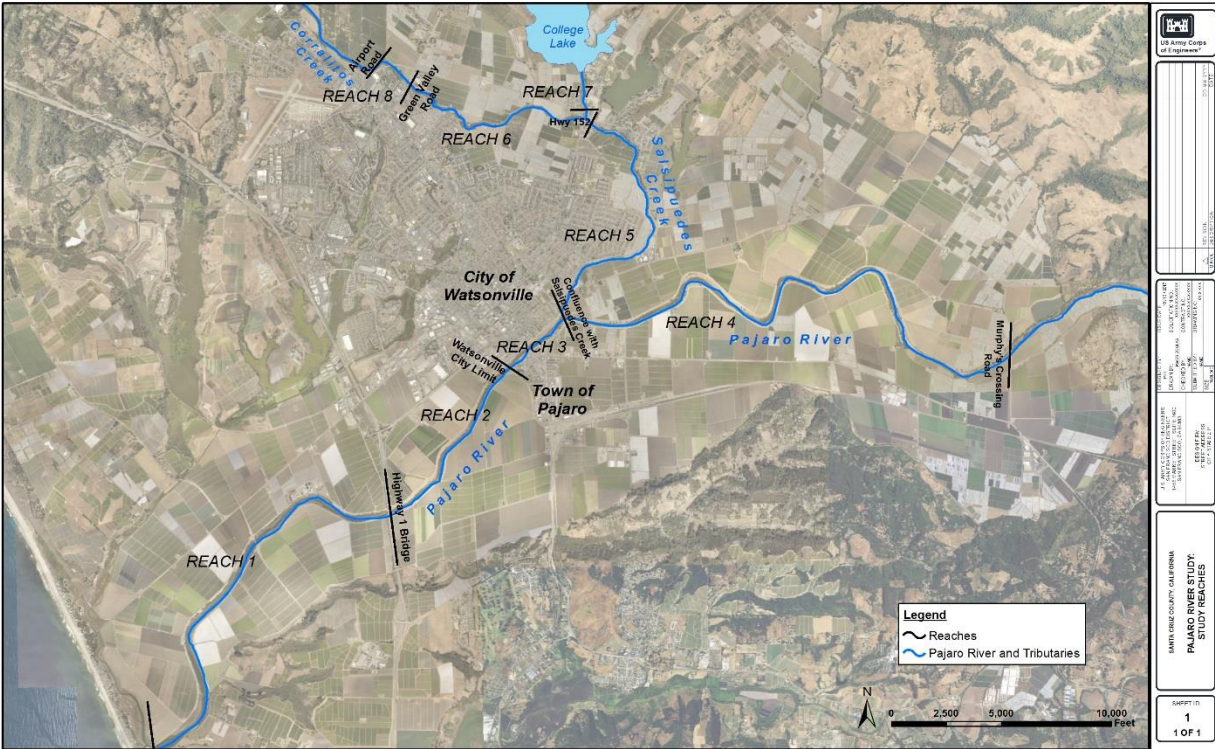 College
Lake
Corralitos
Creek
Airport
Road
REACH 8
Green Valley
Road
REACH 7
Hwy 152
REACH 6
Salsipuedes
Creek
REACH 5
City of
Watsonville
Confluence with
Salsipuedes Creek
REACH 4
Pajaro River
Murphy's Crossing
Road
REACH 3
Watsonville
City Limit
Town of
Pajaro
REACH 2
Pajaro River
Highway 1 Bridge
REACH 1
Legend
Reaches
Pajaro River and Tributaries
N
0 2,500 5,000 10,000
Feet
US Army Corps
of Engineers®
SANTA CRUZ COUNTY, CALIFORNIA
PAJARO RIVER STUDY:
STUDY REACHES
SHEET ID
1
1 OF 1